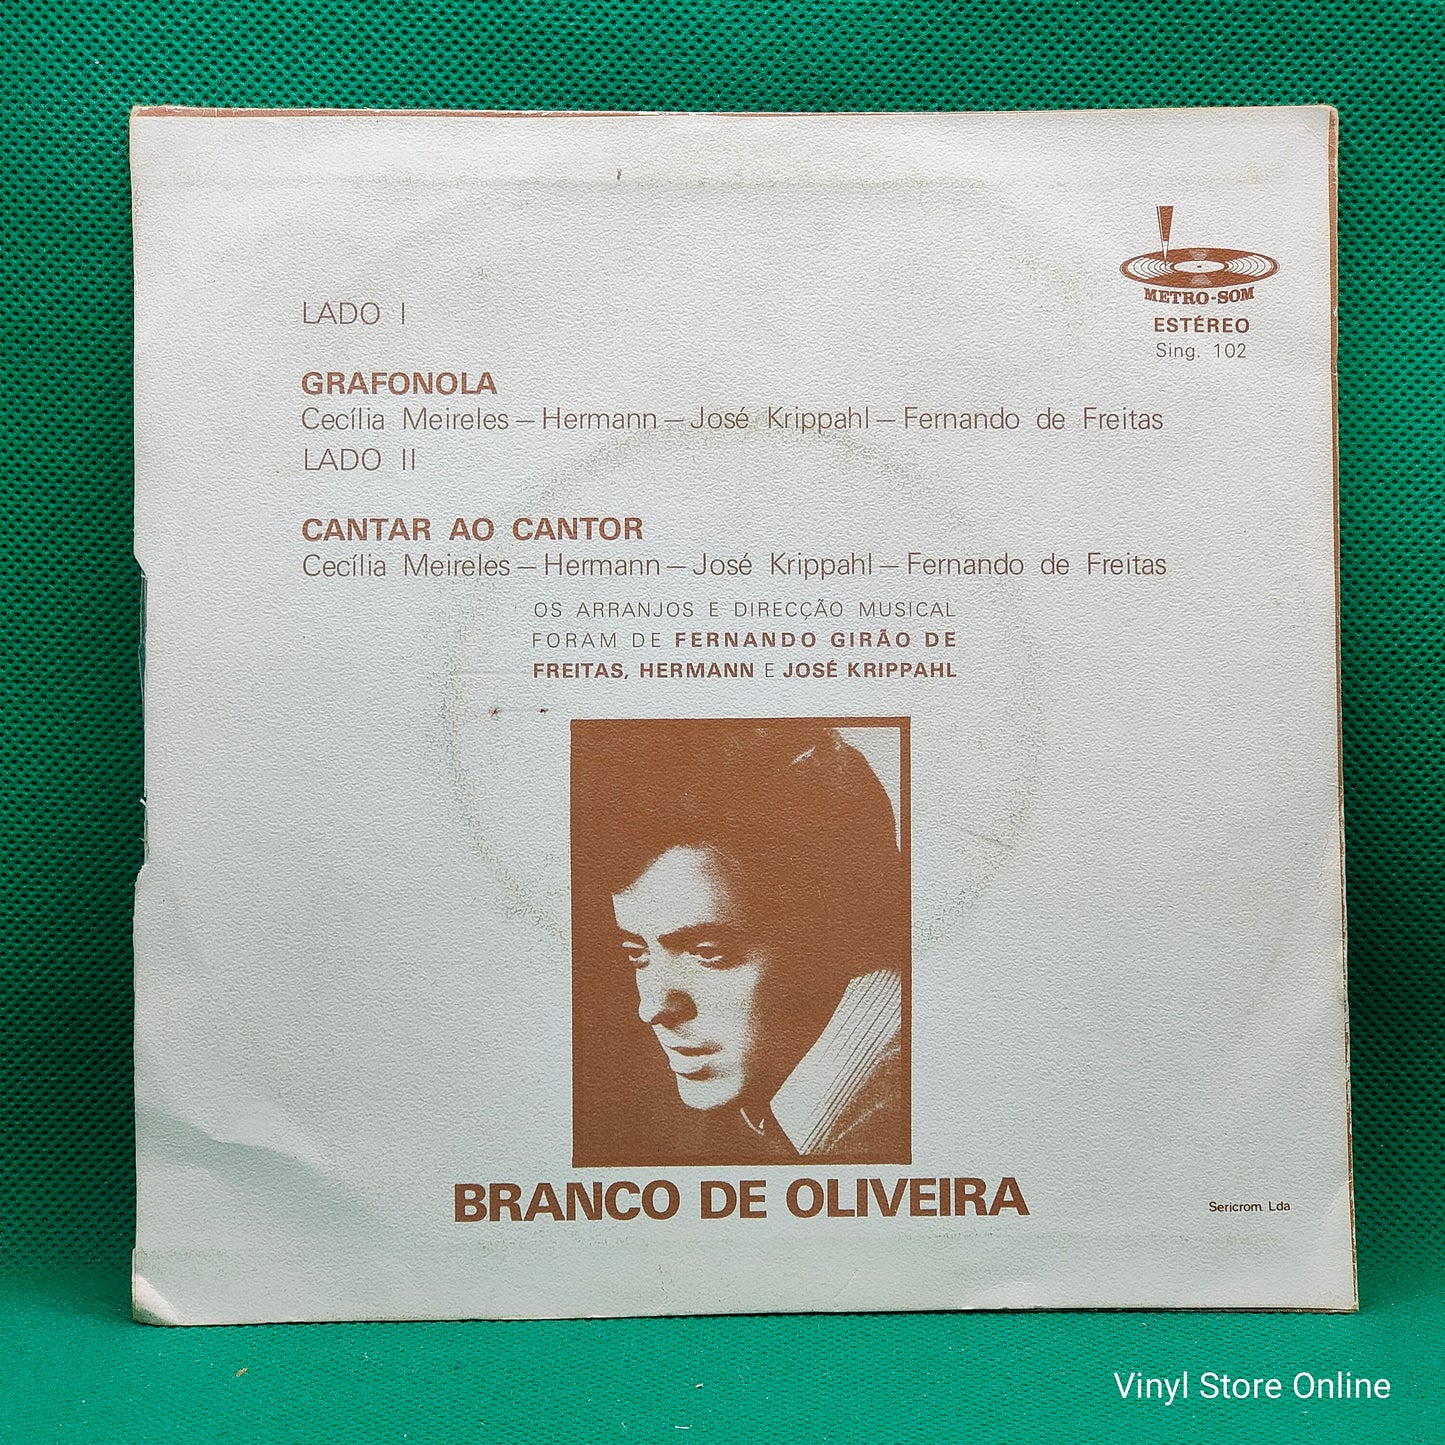 METRO-SOM
ESTÉREO
Sing. 102
LADO I
GRAFONOLA
Cecília Meireles — Hermann — José Krippahl — Fernando de Freitas
LADO II
CANTAR AO CANTOR
Cecília Meireles — Hermann — José Krippahl — Fernando de Freitas
OS ARRANJOS E DIRECÇÃO MUSICAL
FORAM DE FERNANDO GIRÃO DE
FREITAS, HERMANN E JOSÉ KRIPPAHL
BRANCO DE OLIVEIRA
Sericrom. Lda
Vinyl Store Online